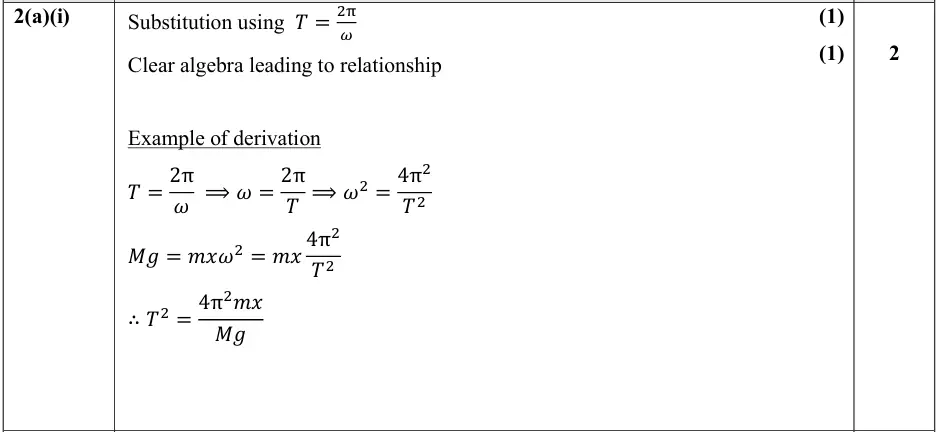 2(a)(i) Substitution using T = 2π/ω (1)
Clear algebra leading to relationship (1) 2
Example of derivation
T = 2π/ω ⟹ ω = 2π/T ⟹ ω² = 4π²/T²
Mg = mxω² = mx 4π²/T²
∴ T² = 4π²mx/Mg